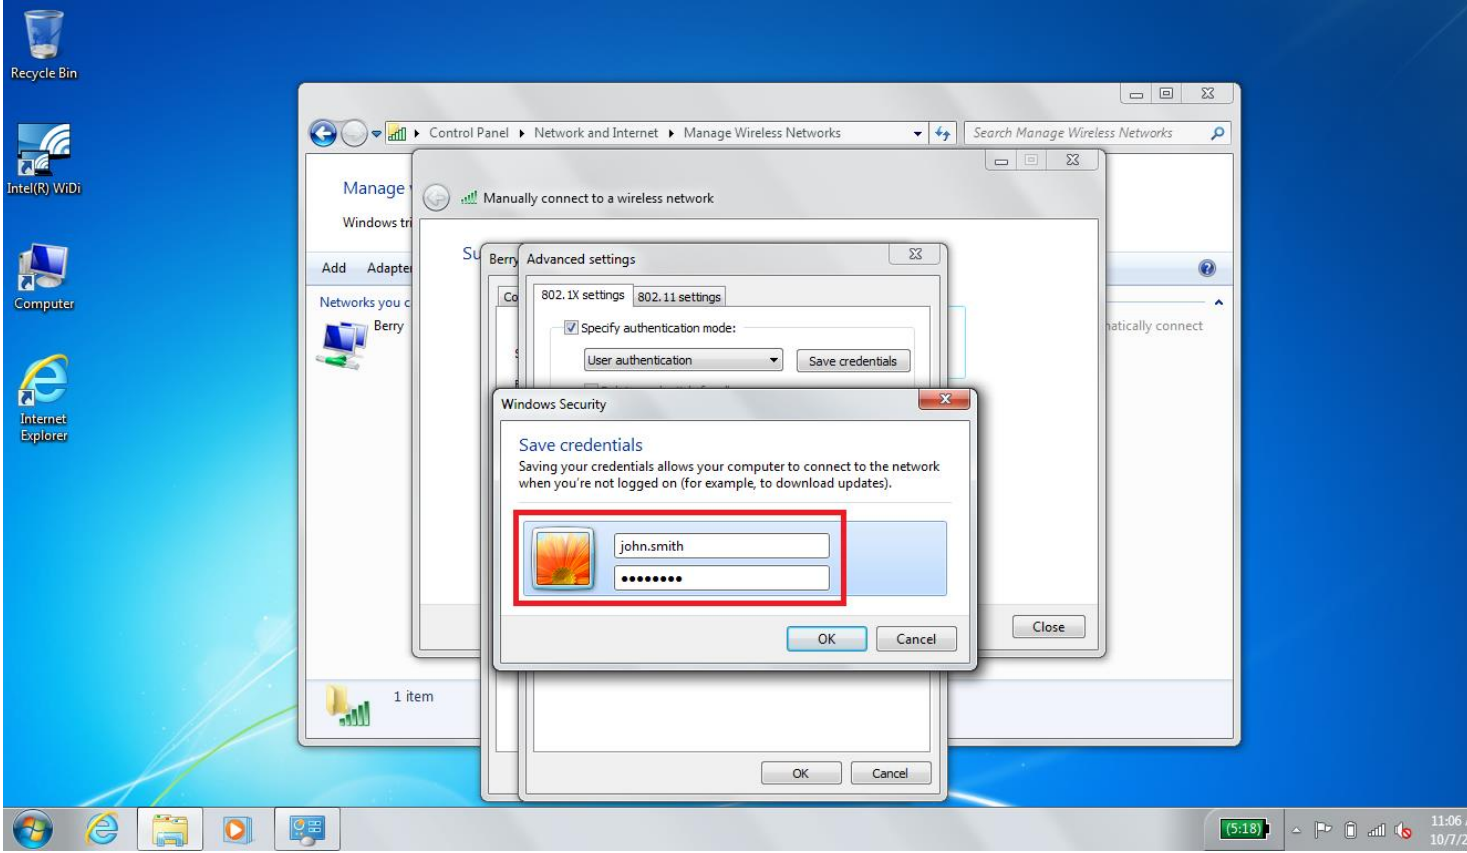 Recycle Bin
Intel(R) WiDi
Computer
Internet
Explorer
Control Panel
Network and Internet
Manage Wireless Networks
Search Manage Wireless Networks
Manage
Windows
Add
Networks you
Berry
Manually connect to a wireless network
Berry
Advanced settings
802.1X settings
802.11 settings
Specify authentication mode:
User authentication
Save credentials
connect
Windows Security
Save credentials
Saving your credentials allows your computer to connect to the network
when you're not logged on (for example, to download updates).
john.smith
OK
Cancel
Close
1 item
OK
Cancel
(5:18)
11:06
10/7/2